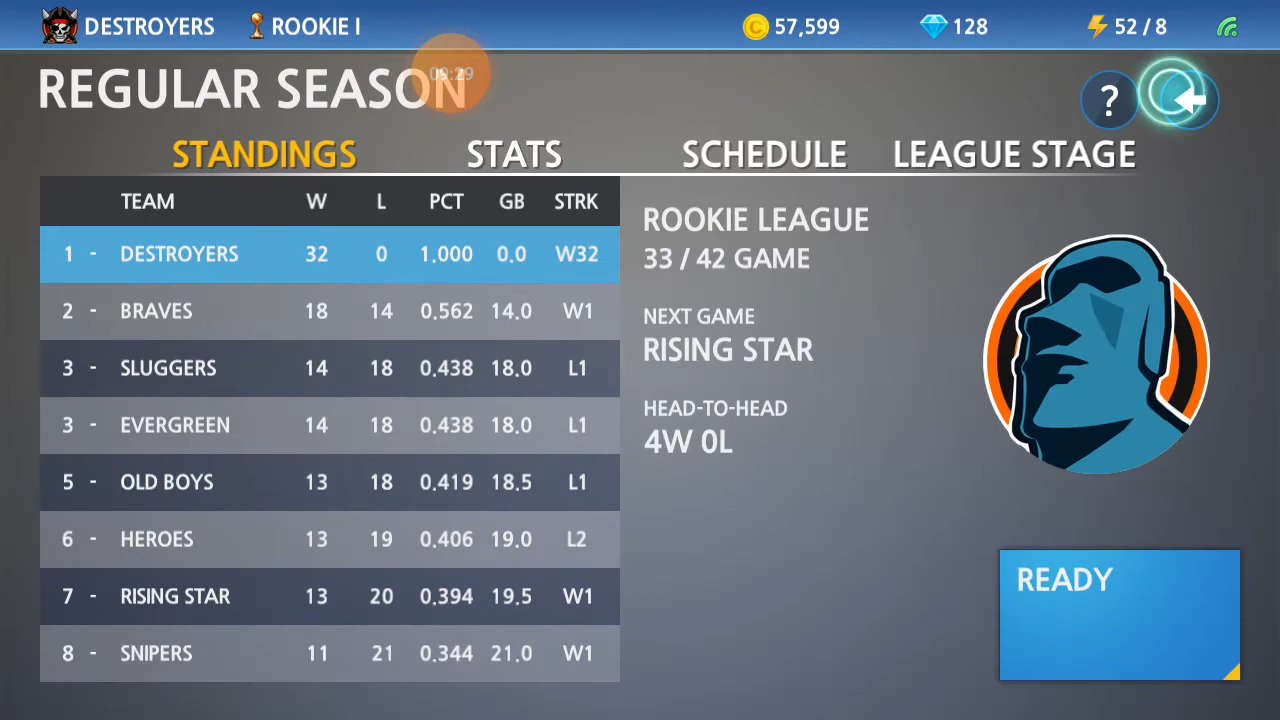 DESTROYERS ROOKIE I 57,599 128 52 / 8
09:29
REGULAR SEASON
?
STANDINGS STATS SCHEDULE LEAGUE STAGE
TEAM W L PCT GB STRK
1 - DESTROYERS 32 0 1.000 0.0 W32
2 - BRAVES 18 14 0.562 14.0 W1
3 - SLUGGERS 14 18 0.438 18.0 L1
3 - EVERGREEN 14 18 0.438 18.0 L1
5 - OLD BOYS 13 18 0.419 18.5 L1
6 - HEROES 13 19 0.406 19.0 L2
7 - RISING STAR 13 20 0.394 19.5 W1
8 - SNIPERS 11 21 0.344 21.0 W1
ROOKIE LEAGUE
33 / 42 GAME
NEXT GAME
RISING STAR
HEAD-TO-HEAD
4W 0L
READY